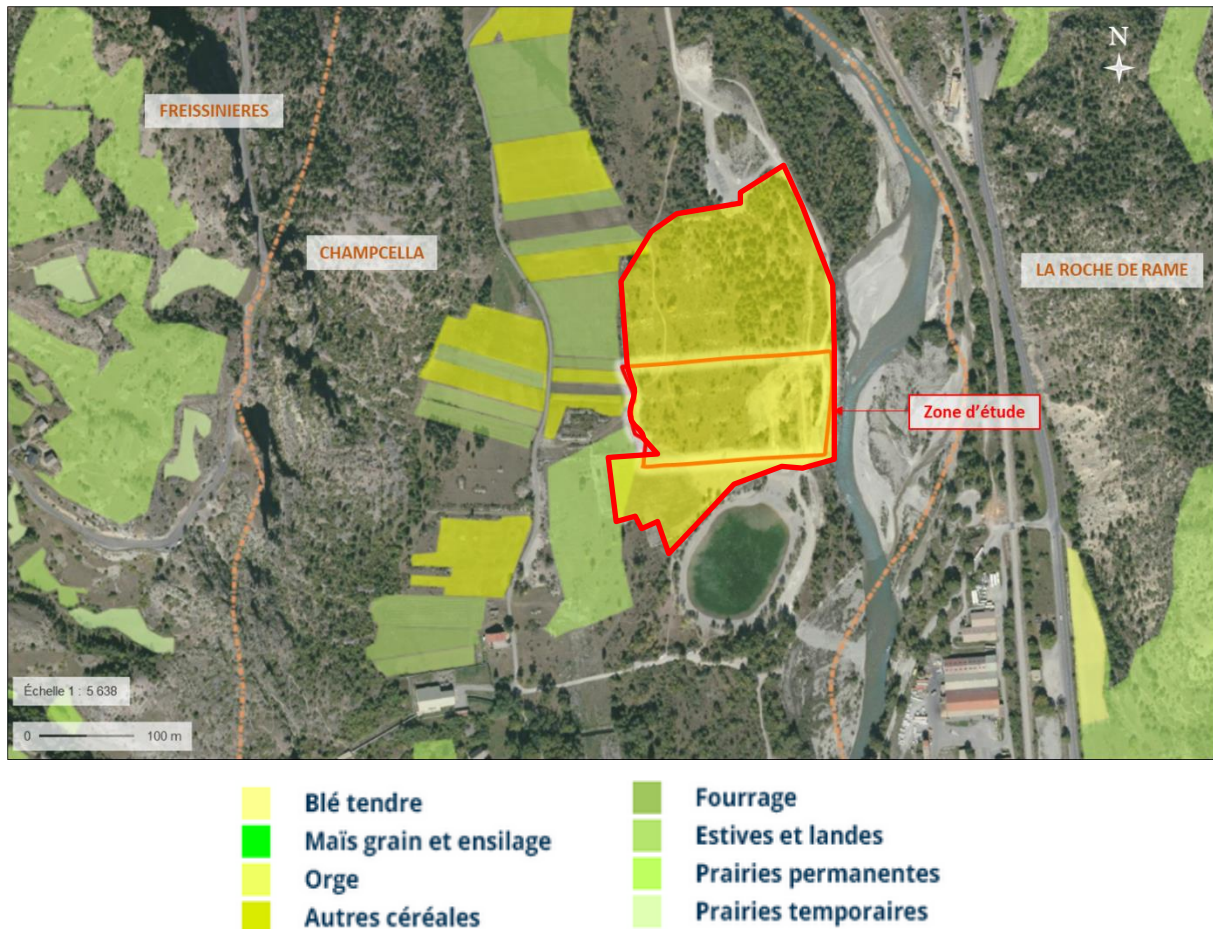 N
FREISSINIERES
CHAMPCELLA
LA ROCHE DE RAME
Zone d'étude
Échelle 1 : 5 638
0 100 m
Blé tendre
Maïs grain et ensilage
Orge
Autres céréales
Fourrage
Estives et landes
Prairies permanentes
Prairies temporaires